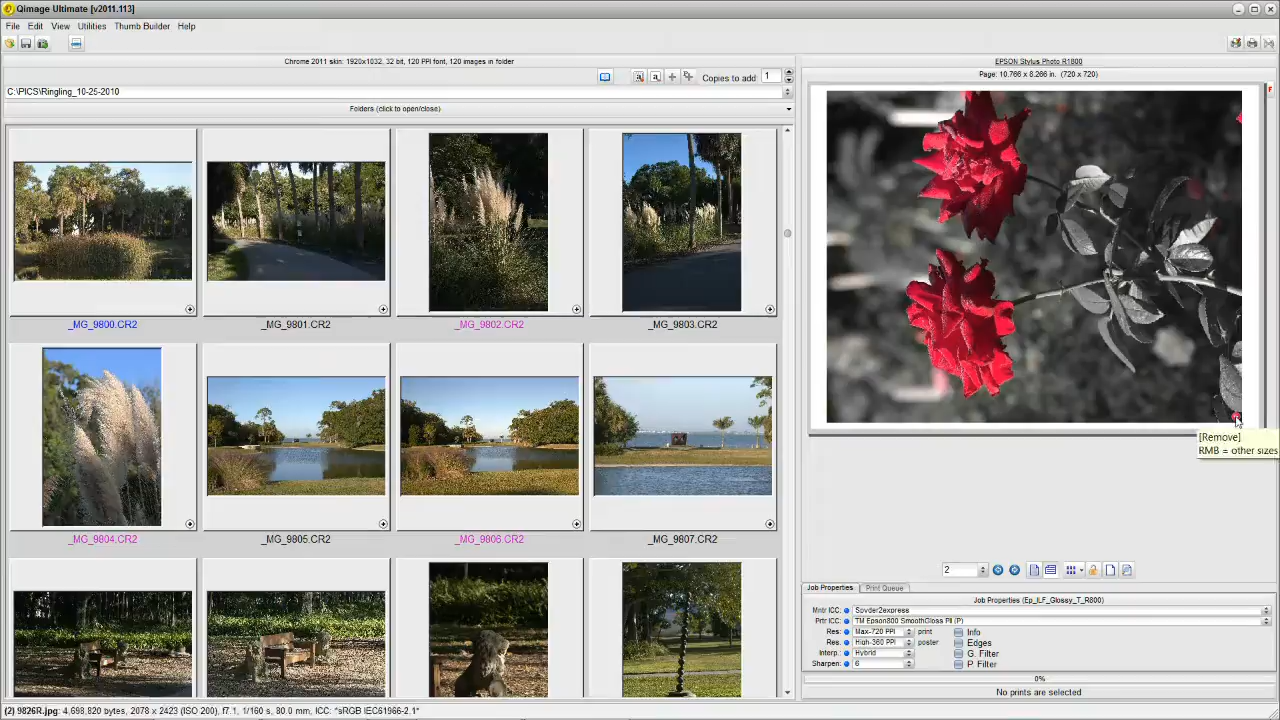 Qimage Ultimate [v2011.113]
File Edit View Utilities Thumb Builder Help
Chrome 2011 skin: 1920x1032, 32 bit, 120 PPI font, 120 images in folder
Copies to add: 1
C:\PICS\Ringling_10-25-2010
Folders (click to open/close)
_MG_9800.CR2 _MG_9801.CR2 _MG_9802.CR2 _MG_9803.CR2
_MG_9804.CR2 _MG_9805.CR2 _MG_9806.CR2 _MG_9807.CR2
EPSON Stylus Photo R1800
Page: 10.766 x 8.266 in. (720 x 720)
F
[Remove]
RMB = other sizes
2
Job Properties Print Queue
Job Properties (Ep_ILF_Glossy_T_R800)
Mntr ICC: Spyder2express
Prtr ICC: TM Epson800 SmoothGloss PII (P)
Res: Max-720 PPI print Info
Res. High-360 PPI poster Edges
Interp.: Hybrid G. Filter
Sharpen: 6 P. Filter
0%
No prints are selected
(2) 9826R.jpg: 4,698,820 bytes, 2078 x 2423 (ISO 200), f7.1, 1/160 s, 80.0 mm, ICC: "sRGB IEC61966-2.1"